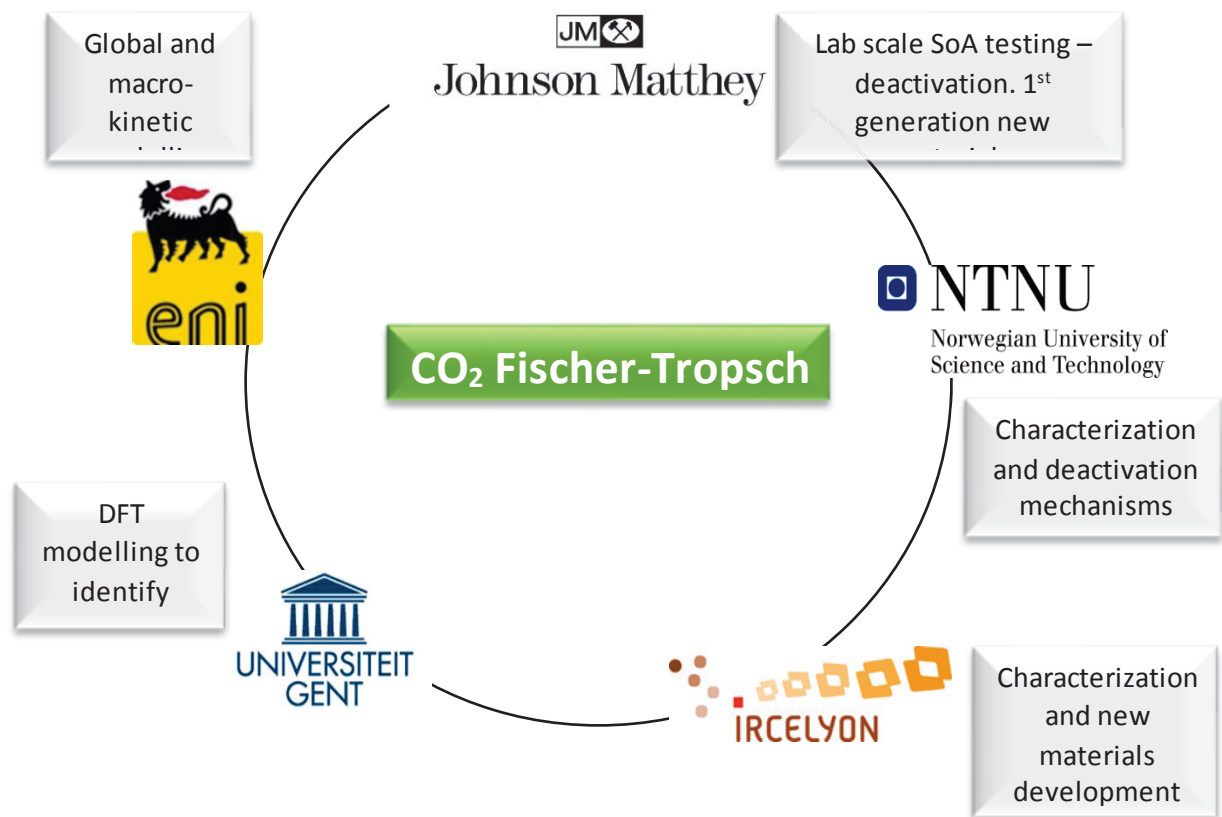 Global and
macro-
kinetic
JM
Johnson Matthey
Lab scale SoA testing –
deactivation. 1st
generation new
eni
NTNU
Norwegian University of
Science and Technology
CO₂ Fischer-Tropsch
Characterization
and deactivation
mechanisms
DFT
modelling to
identify
UNIVERSITEIT
GENT
IRCELYON
Characterization
and new
materials
development